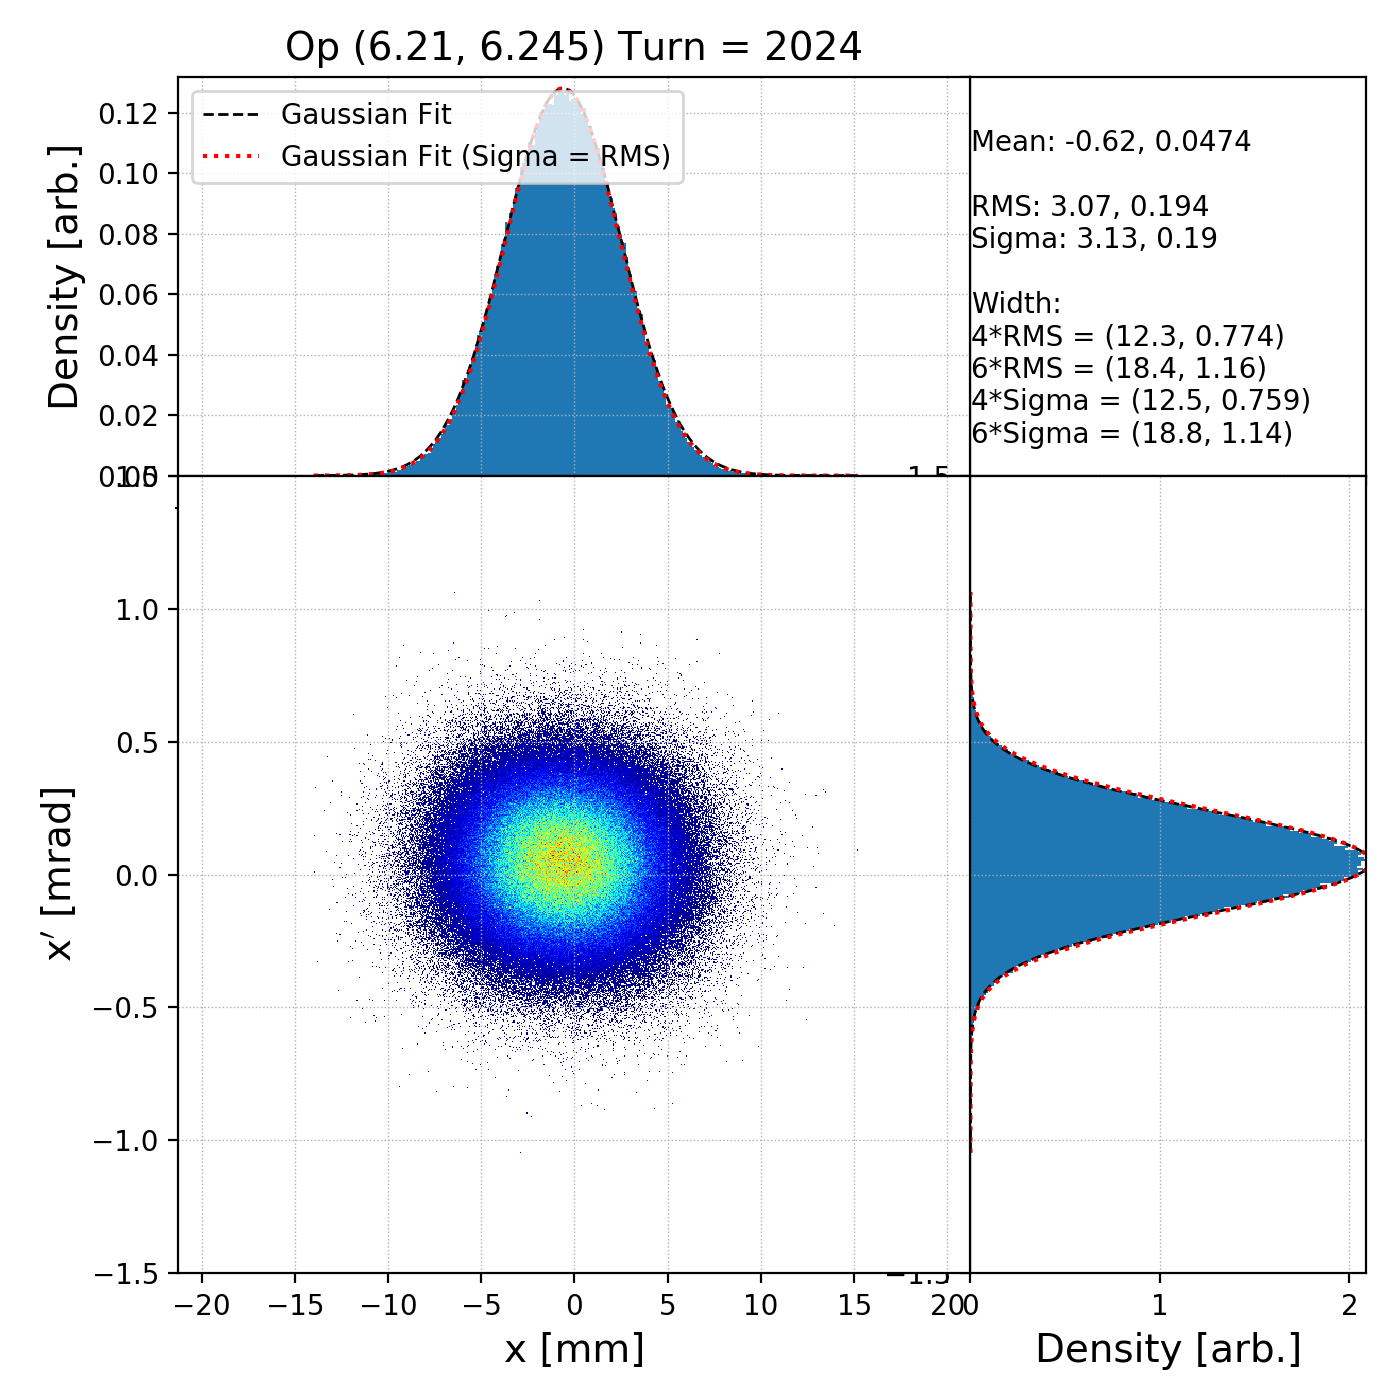 Op (6.21, 6.245) Turn = 2024
Gaussian Fit
Gaussian Fit (Sigma = RMS)
Density [arb.]
0.12
0.10
0.08
0.06
0.04
0.02
Mean: -0.62, 0.0474
RMS: 3.07, 0.194
Sigma: 3.13, 0.19
Width:
4*RMS = (12.3, 0.774)
6*RMS = (18.4, 1.16)
4*Sigma = (12.5, 0.759)
6*Sigma = (18.8, 1.14)
1.5
x′ [mrad]
1.0
0.5
0.0
−0.5
−1.0
−1.5
−1.5
−20 −15 −10 −5 0 5 10 15 20
0 1 2
x [mm]
Density [arb.]